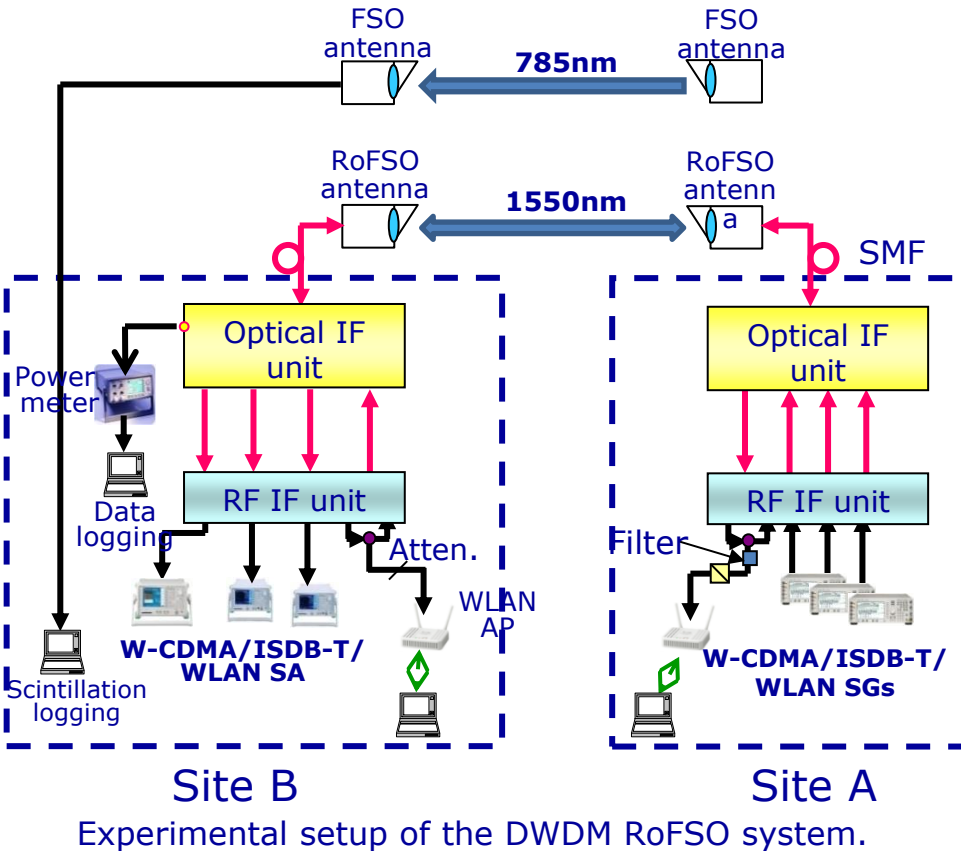 FSO
antenna
FSO
antenna
785nm
RoFSO
antenna
RoFSO
antenn
a
1550nm
SMF
Optical IF
unit
Optical IF
unit
Power
meter
RF IF unit
RF IF unit
Data
logging
Atten.
Filter
WLAN
AP
W-CDMA/ISDB-T/
WLAN SA
W-CDMA/ISDB-T/
WLAN SGs
Scintillation
logging
Site B
Site A
Experimental setup of the DWDM RoFSO system.